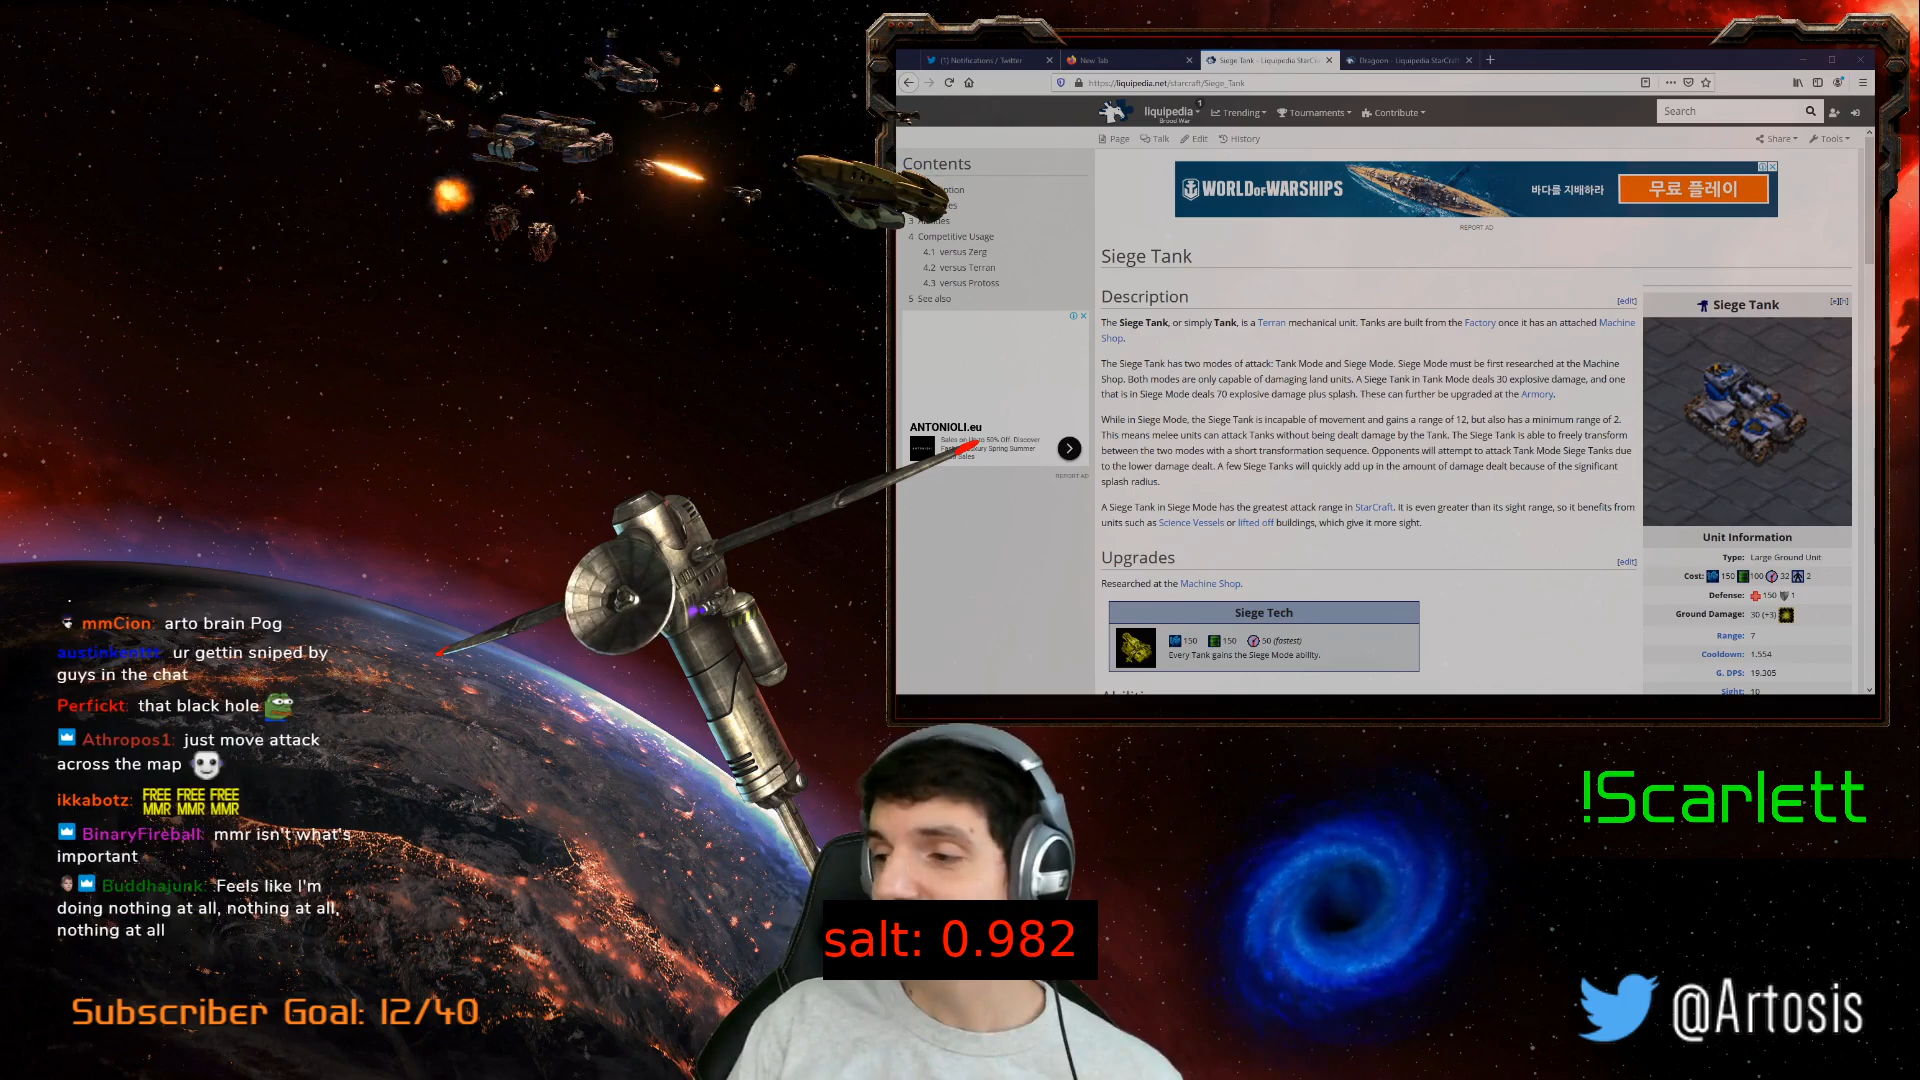 (1) Notifications / Twitter
New Tab
Siege Tank - Liquipedia StarCr
Dragoon - Liquipedia StarCraft
https://liquipedia.net/starcraft/Siege_Tank
liquipedia
Brood War
1
Trending
Tournaments
Contribute
Search
Page
Talk
Edit
History
Share
Tools
Contents
4 Competitive Usage
4.1 versus Zerg
4.2 versus Terran
4.3 versus Protoss
5 See also
WORLD OF WARSHIPS
바다를 지배하라
무료 플레이
REPORT AD
ANTONIOLI.eu
REPORT AD
Siege Tank
Description
[edit]
The Siege Tank, or simply Tank, is a Terran mechanical unit. Tanks are built from the Factory once it has an attached Machine
Shop.
The Siege Tank has two modes of attack: Tank Mode and Siege Mode. Siege Mode must be first researched at the Machine
Shop. Both modes are only capable of damaging land units. A Siege Tank in Tank Mode deals 30 explosive damage, and one
that is in Siege Mode deals 70 explosive damage plus splash. These can further be upgraded at the Armory.
While in Siege Mode, the Siege Tank is incapable of movement and gains a range of 12, but also has a minimum range of 2.
This means melee units can attack Tanks without being dealt damage by the Tank. The Siege Tank is able to freely transform
between the two modes with a short transformation sequence. Opponents will attempt to attack Tank Mode Siege Tanks due
to the lower damage dealt. A few Siege Tanks will quickly add up in the amount of damage dealt because of the significant
splash radius.
A Siege Tank in Siege Mode has the greatest attack range in StarCraft. It is even greater than its sight range, so it benefits from
units such as Science Vessels or lifted off buildings, which give it more sight.
Upgrades
[edit]
Researched at the Machine Shop.
Siege Tech
150 150 50 (fastest)
Every Tank gains the Siege Mode ability.
Siege Tank
[e][h]
Unit Information
Type: Large Ground Unit
Cost: 150 100 32 2
Defense: 150 1
Ground Damage: 30 (+3)
Range: 7
Cooldown: 1.554
G. DPS: 19.305
Sight: 10
mmCion: arto brain Pog
austinkenttt: ur gettin sniped by
guys in the chat
Perfickt: that black hole
Athropos1: just move attack
across the map
ikkabotz: FREE MMR FREE MMR FREE MMR
BinaryFireball: mmr isn't what's
important
Buddhajunk: Feels like I'm
doing nothing at all, nothing at all,
nothing at all
Subscriber Goal: 12/40
salt: 0.982
!Scarlett
@Artosis